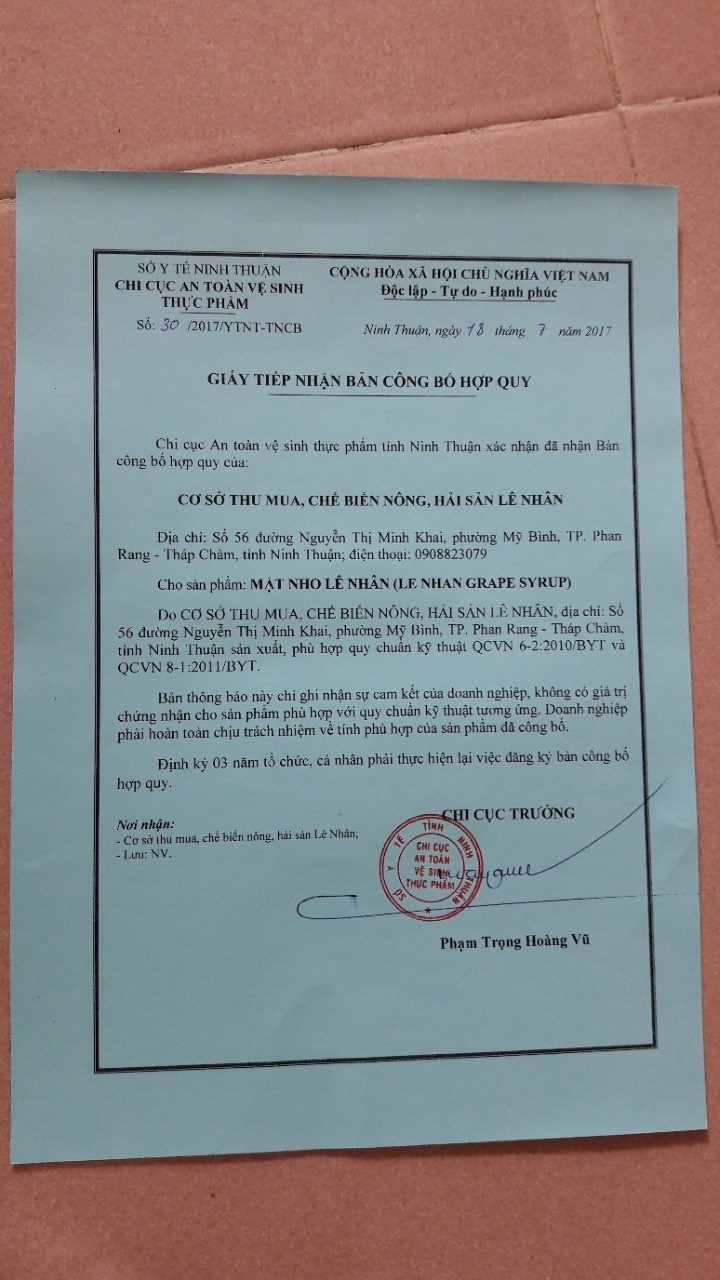 SỞ Y TẾ NINH THUẬN
CHI CỤC AN TOÀN VỆ SINH
THỰC PHẨM
Số: 30 /2017/YTNT-TNCB
CỘNG HÒA XÃ HỘI CHỦ NGHĨA VIỆT NAM
Độc lập - Tự do - Hạnh phúc
Ninh Thuận, ngày 18 tháng 7 năm 2017
GIẤY TIẾP NHẬN BẢN CÔNG BỐ HỢP QUY
Chi cục An toàn vệ sinh thực phẩm tỉnh Ninh Thuận xác nhận đã nhận Bản
công bố hợp quy của:
CƠ SỞ THU MUA, CHẾ BIẾN NÔNG, HẢI SẢN LÊ NHÂN
Địa chỉ: Số 56 đường Nguyễn Thị Minh Khai, phường Mỹ Bình, TP. Phan
Rang - Tháp Chàm, tỉnh Ninh Thuận; điện thoại: 0908823079
Cho sản phẩm: MẬT NHO LÊ NHÂN (LE NHAN GRAPE SYRUP)
Do CƠ SỞ THU MUA, CHẾ BIẾN NÔNG, HẢI SẢN LÊ NHÂN, địa chỉ: Số
56 đường Nguyễn Thị Minh Khai, phường Mỹ Bình, TP. Phan Rang - Tháp Chàm,
tỉnh Ninh Thuận sản xuất, phù hợp quy chuẩn kỹ thuật QCVN 6-2:2010/BYT và
QCVN 8-1:2011/BYT.
Bản thông báo này chỉ ghi nhận sự cam kết của doanh nghiệp, không có giá trị
chứng nhận cho sản phẩm phù hợp với quy chuẩn kỹ thuật tương ứng. Doanh nghiệp
phải hoàn toàn chịu trách nhiệm về tính phù hợp của sản phẩm đã công bố.
Định kỳ 03 năm tổ chức, cá nhân phải thực hiện lại việc đăng ký bản công bố
hợp quy.
Nơi nhận:
- Cơ sở thu mua, chế biến nông, hải sản Lê Nhân;
- Lưu: NV.
CHI CỤC TRƯỞNG
SỞ Y TẾ TỈNH NINH THUẬN
CHI CỤC
AN TOÀN
VỆ SINH
THỰC PHẨM
Phạm Trọng Hoàng Vũ